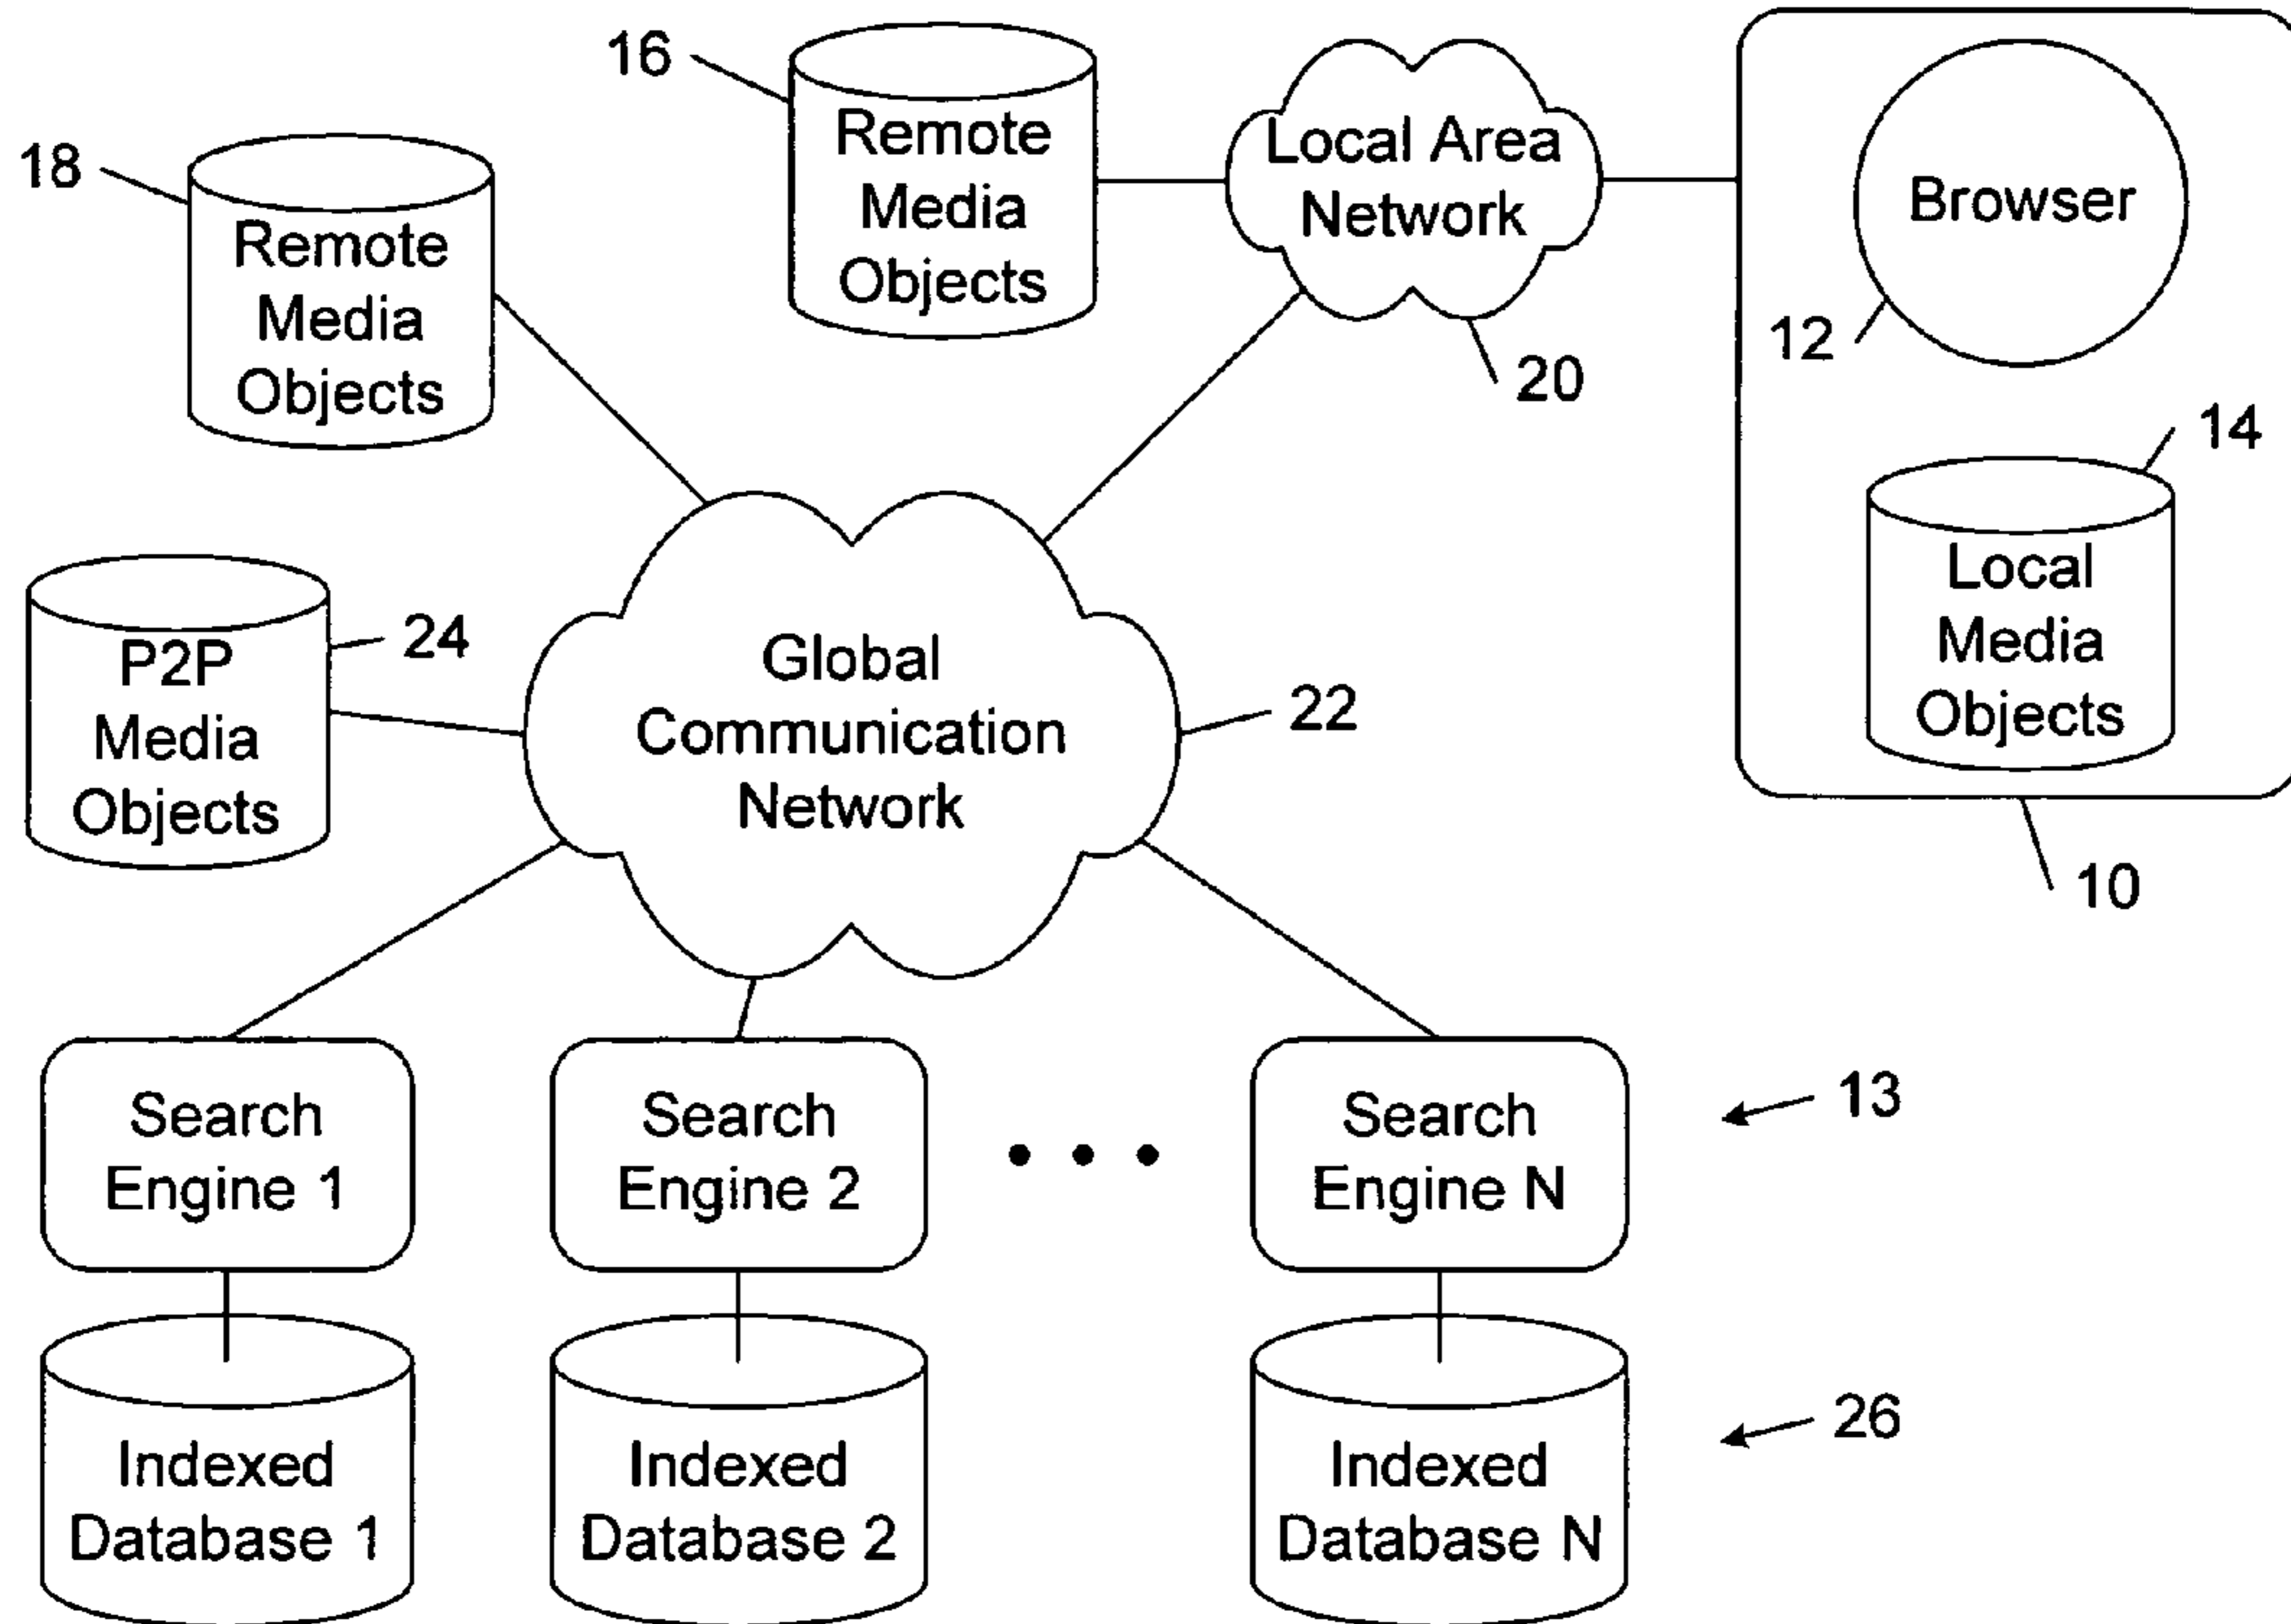 16
Remote
Media
Objects
Local Area
Network
20
Browser
12
18
Remote
Media
Objects
14
Local
Media
Objects
10
P2P
Media
Objects
24
Global
Communication
Network
22
Search
Engine 1
Search
Engine 2
Search
Engine N
13
Indexed
Database 1
Indexed
Database 2
Indexed
Database N
26